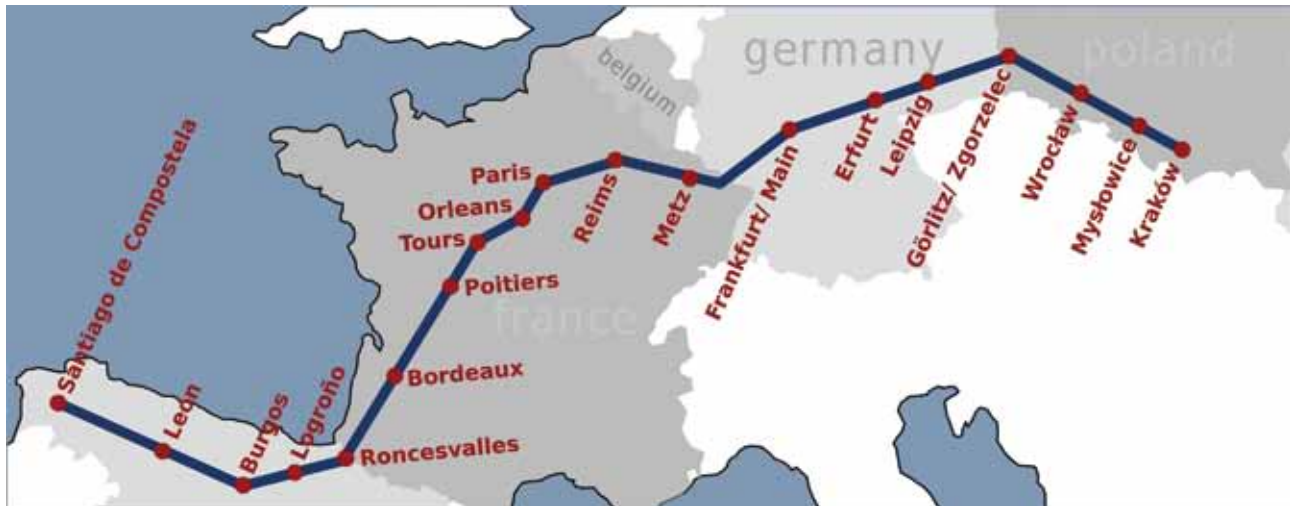 germany
poland
belgium
france
Santiago de Compostela
León
Burgos
Logroño
Roncesvalles
Bordeaux
Poitiers
Tours
Orleans
Paris
Reims
Metz
Frankfurt/ Main
Erfurt
Leipzig
Görlitz/ Zgorzelec
Wrocław
Mysłowice
Kraków